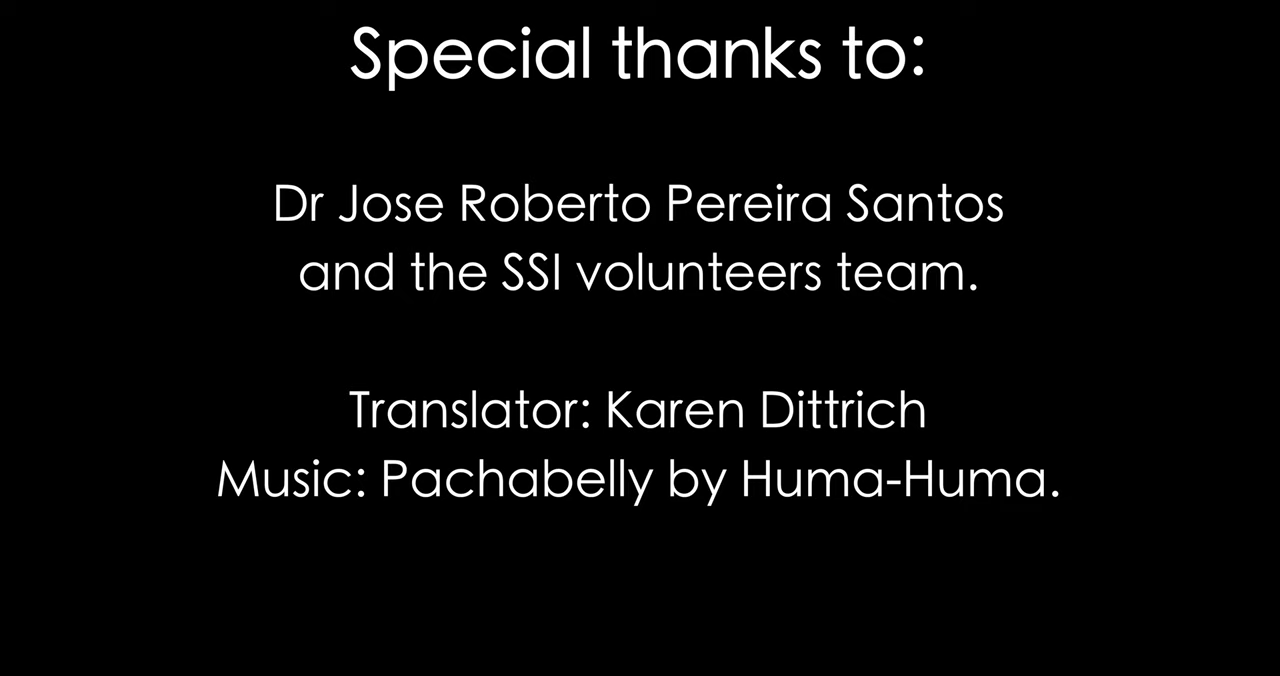 Special thanks to:
Dr Jose Roberto Pereira Santos
and the SSI volunteers team.
Translator: Karen Dittrich
Music: Pachabelly by Huma-Huma.